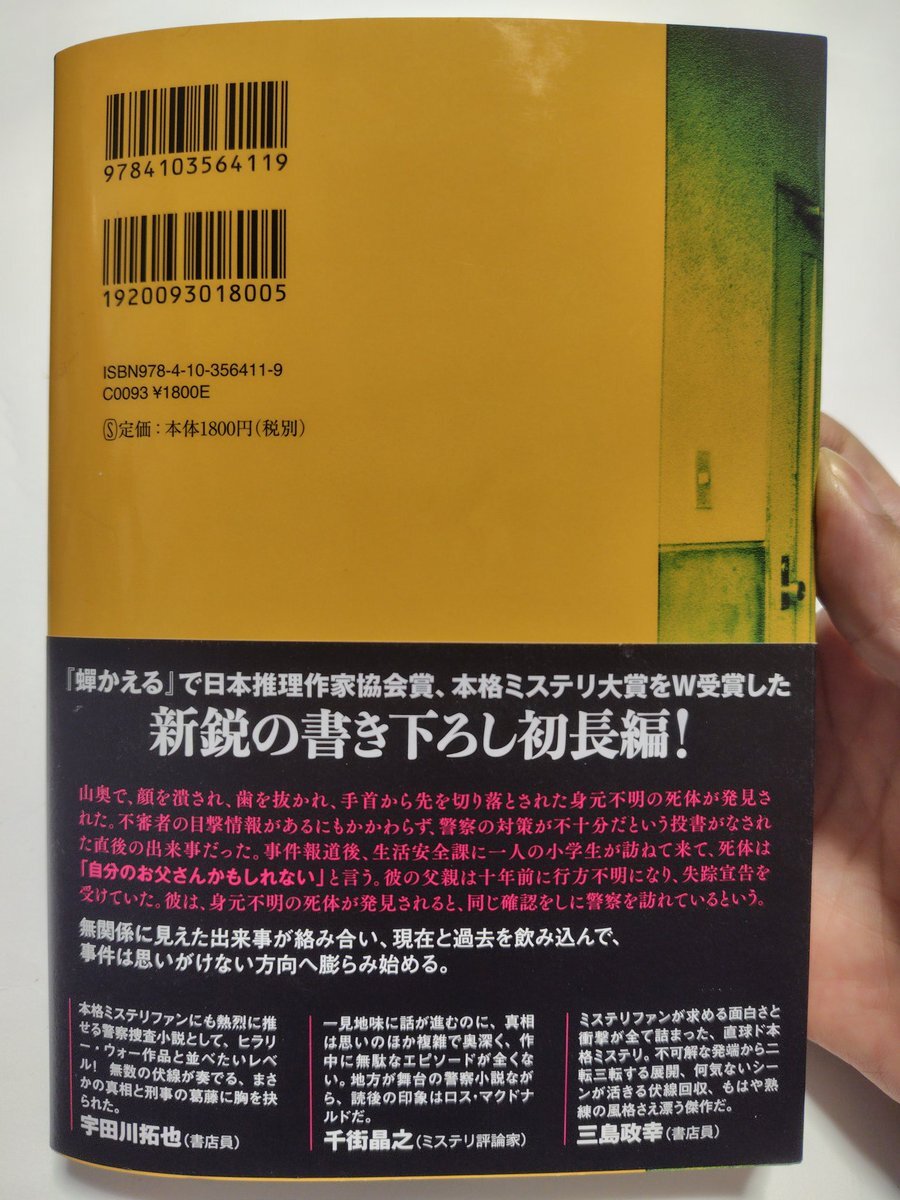 9784103564119
1920093018005
ISBN978-4-10-356411-9
C0093 ¥1800E
Ⓢ定価：本体1800円（税別）
『蟬かえる』で日本推理作家協会賞、本格ミステリ大賞をW受賞した
新鋭の書き下ろし初長編！
山奥で、顔を潰され、歯を抜かれ、手首から先を切り落とされた身元不明の死体が発見さ
れた。不審者の目撃情報があるにもかかわらず、警察の対策が不十分だという投書がなされ
た直後の出来事だった。事件報道後、生活安全課に一人の小学生が訪ねて来て、死体は
「自分のお父さんかもしれない」と言う。彼の父親は十年前に行方不明になり、失踪宣告を
受けていた。彼は、身元不明の死体が発見されると、同じ確認をしに警察を訪れているという。
無関係に見えた出来事が絡み合い、現在と過去を飲み込んで、
事件は思いがけない方向へ膨らみ始める。
本格ミステリファンにも熱烈に推
せる警察捜査小説として、ヒラリ
ー・ウォー作品と並べたいレベ
ル！ 無数の伏線が奏でる、まさ
かの真相と刑事の葛藤に胸を抉
られた。
宇田川拓也（書店員）
一見地味に話が進むのに、真相
は思いのほか複雑で奥深く、作
中に無駄なエピソードが全くな
い。地方が舞台の警察小説なが
ら、読後の印象はロス・マクドナ
ルドだ。
千街晶之（ミステリ評論家）
ミステリファンが求める面白さと
衝撃が全て詰まった、直球ド本
格ミステリ。不可解な発端から二
転三転する展開、何気ないシー
ンが活きる伏線回収、もはや熟
練の風格さえ漂う傑作だ。
三島政幸（書店員）